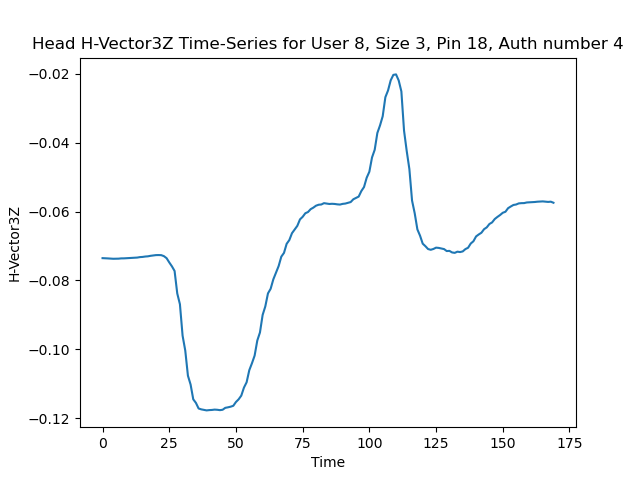 Head H-Vector3Z Time-Series for User 8, Size 3, Pin 18, Auth number 4
H-Vector3Z
−0.02
−0.04
−0.06
−0.08
−0.10
−0.12
0 25 50 75 100 125 150 175
Time